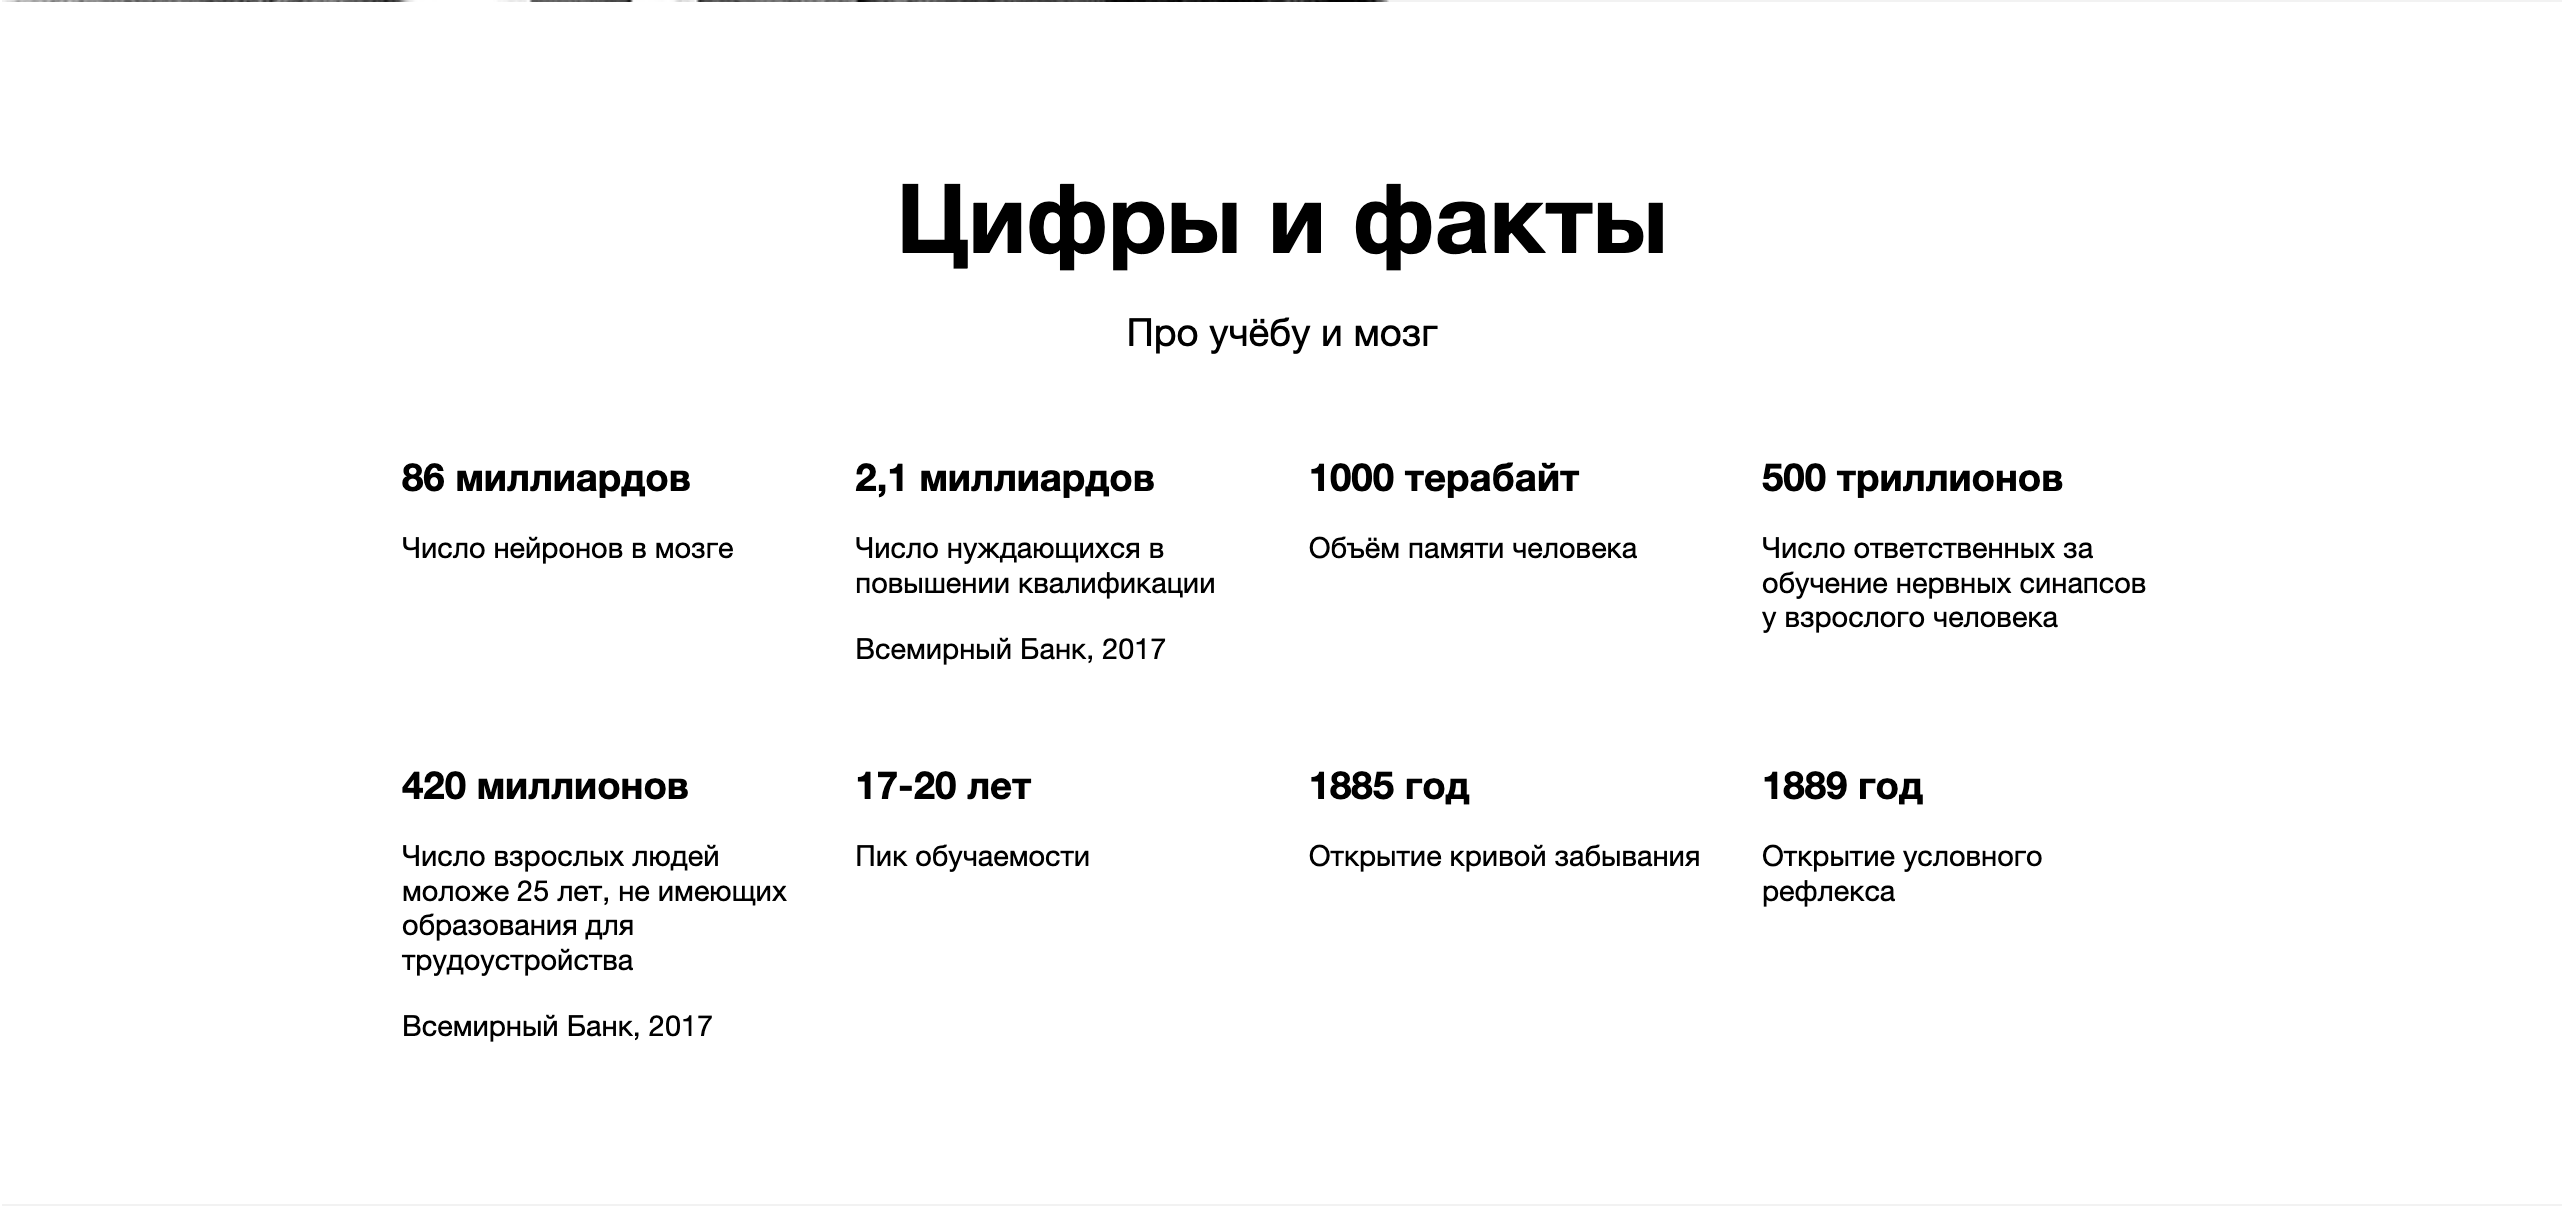 Цифры и факты
Про учёбу и мозг
86 миллиардов
Число нейронов в мозге
2,1 миллиардов
Число нуждающихся в
повышении квалификации
Всемирный Банк, 2017
1000 терабайт
Объём памяти человека
500 триллионов
Число ответственных за
обучение нервных синапсов
у взрослого человека
420 миллионов
Число взрослых людей
моложе 25 лет, не имеющих
образования для
трудоустройства
Всемирный Банк, 2017
17-20 лет
Пик обучаемости
1885 год
Открытие кривой забывания
1889 год
Открытие условного
рефлекса